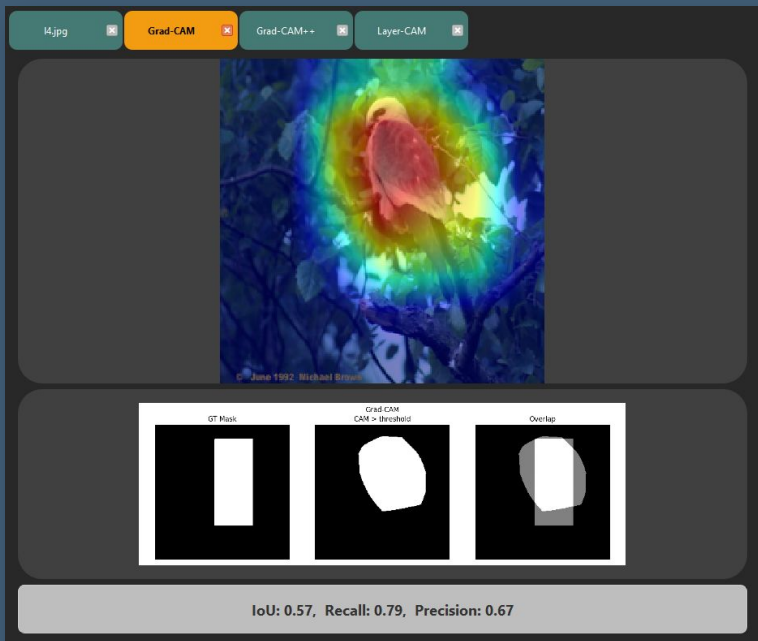 I4.jpg
Grad-CAM
Grad-CAM++
Layer-CAM
© June 1992 Michael Brown
GT Mask
Grad-CAM
CAM > threshold
Overlap
IoU: 0.57, Recall: 0.79, Precision: 0.67